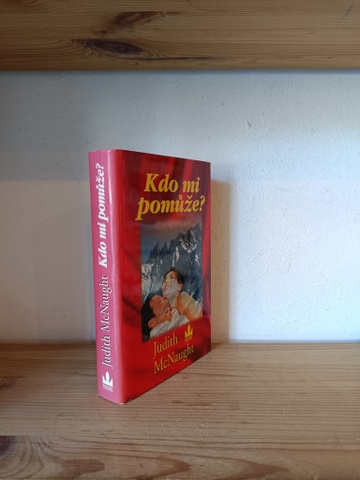 Kdo mi
pomůže?
Judith
McNaught
Judith McNaught Kdo mi pomůže?